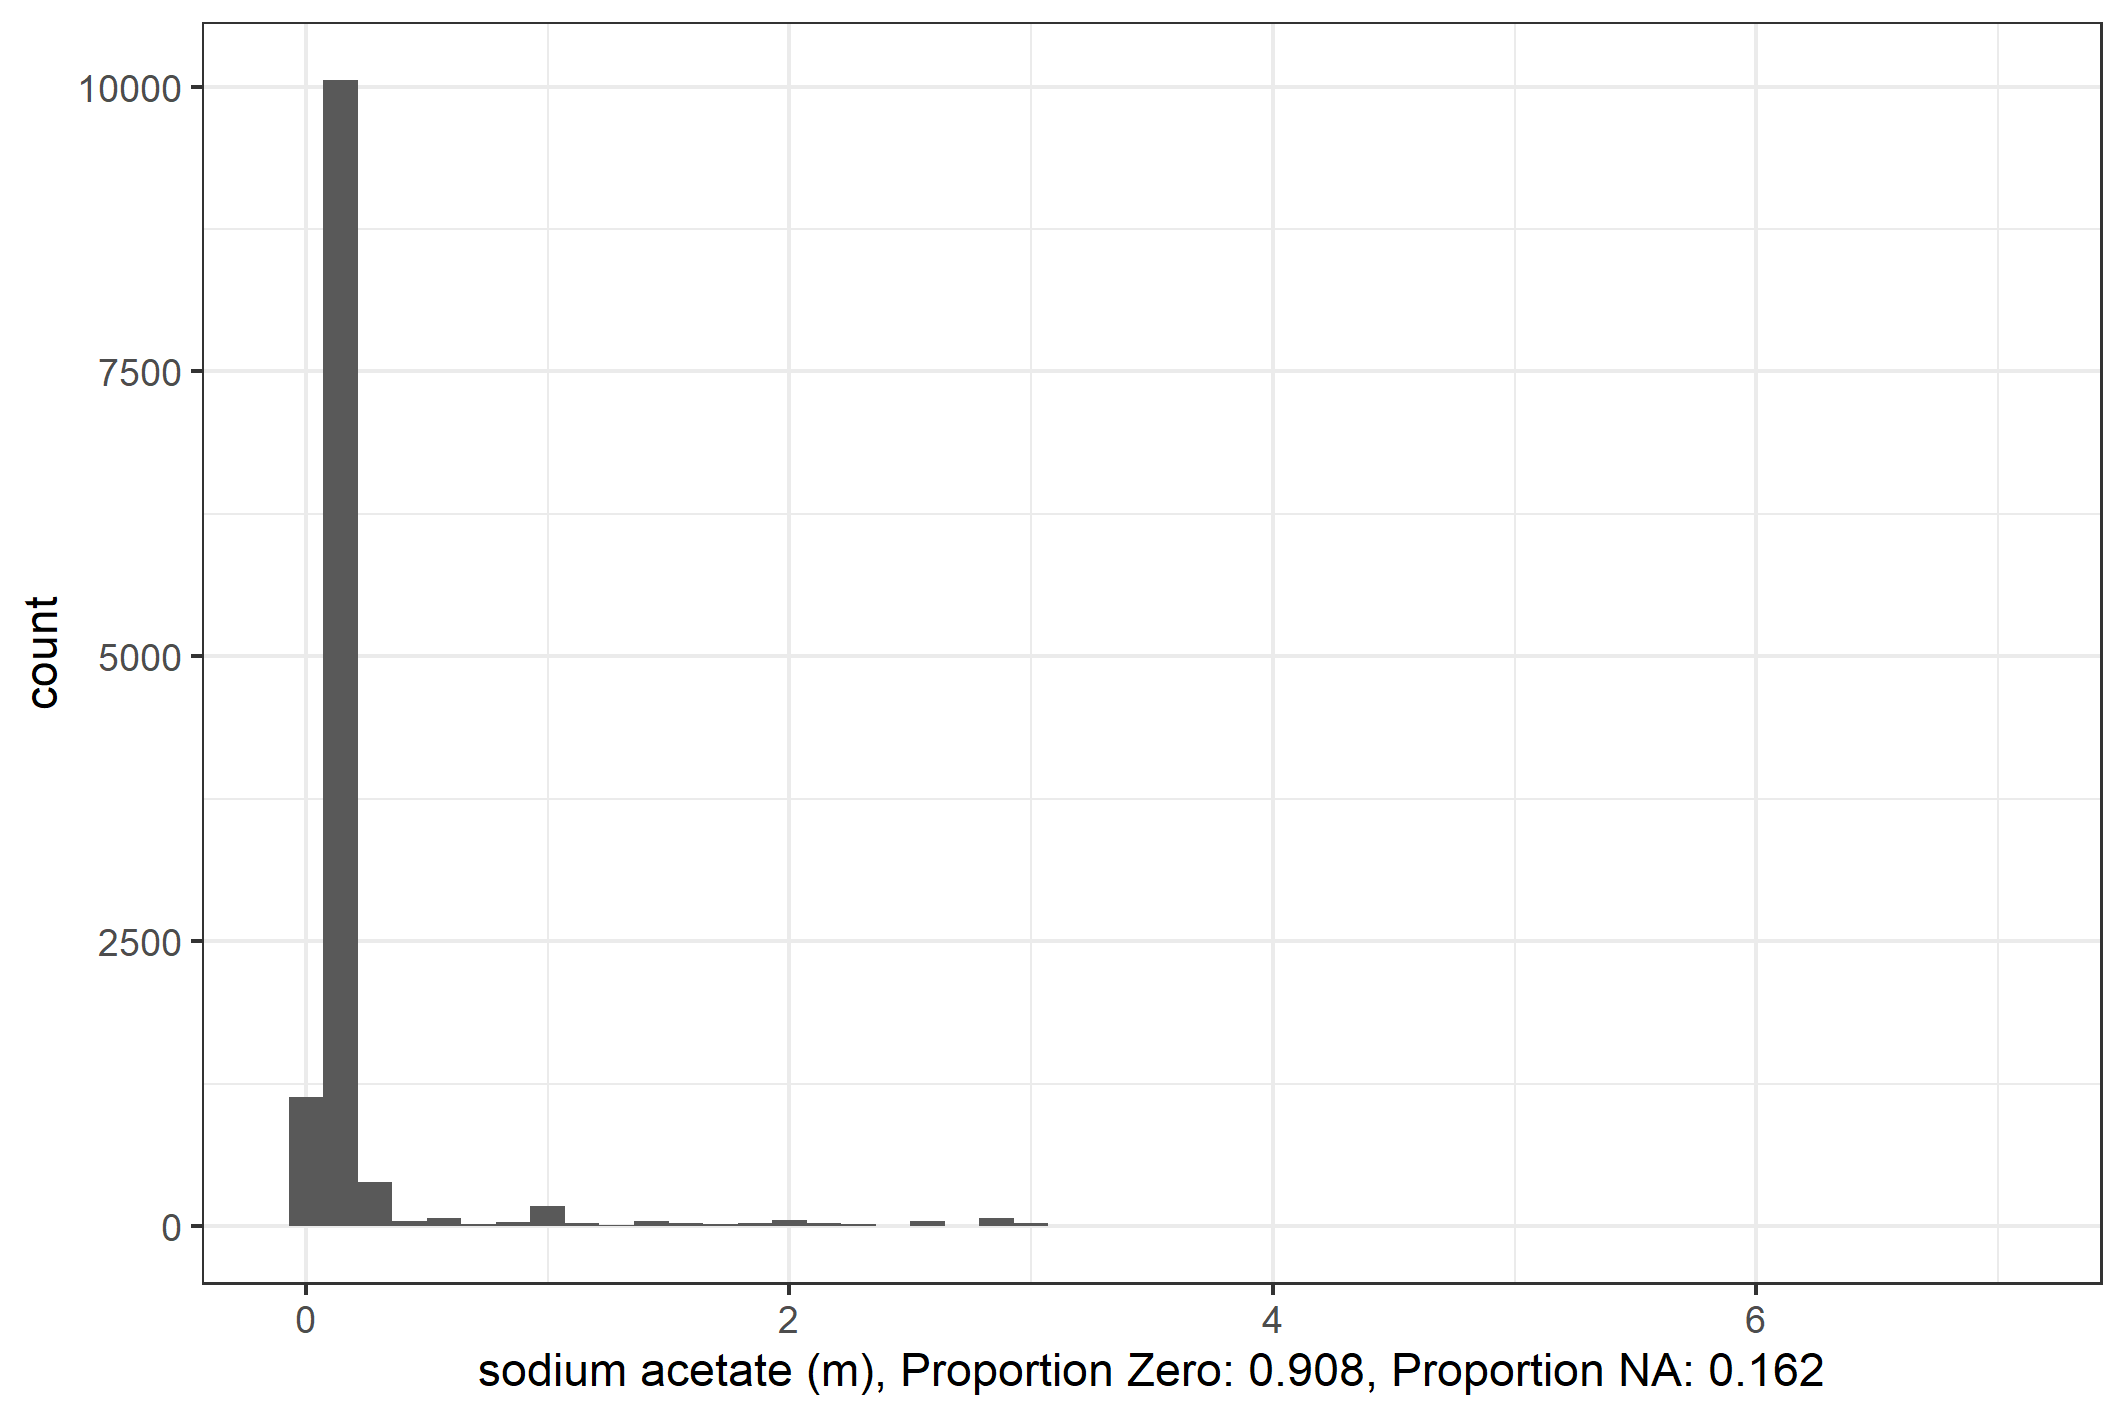 10000
7500
5000
2500
0
count
0 2 4 6
sodium acetate (m), Proportion Zero: 0.908, Proportion NA: 0.162